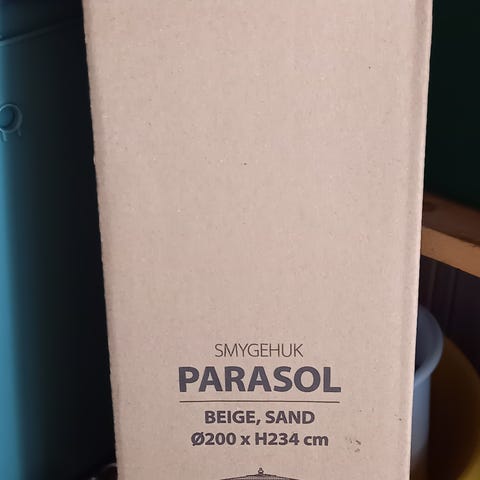 SMYGEHUK
PARASOL
BEIGE, SAND
Ø200 x H234 cm